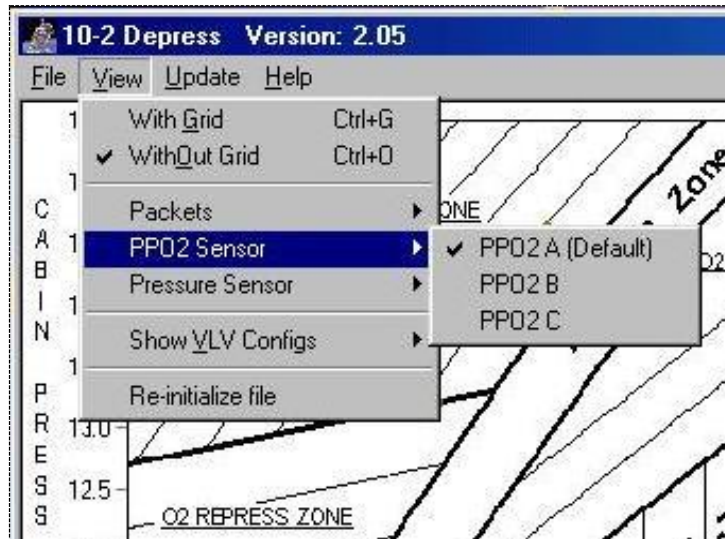 10-2 Depress Version: 2.05
File View Update Help
With Grid Ctrl+G
WithOut Grid Ctrl+O
Packets
PPO2 Sensor
Pressure Sensor
Show VLV Configs
Re-initialize file
PPO2 A (Default)
PPO2 B
PPO2 C
CABIN PRESS
13.0
12.5
ZONE
Zone
O2
O2 REPRESS ZONE